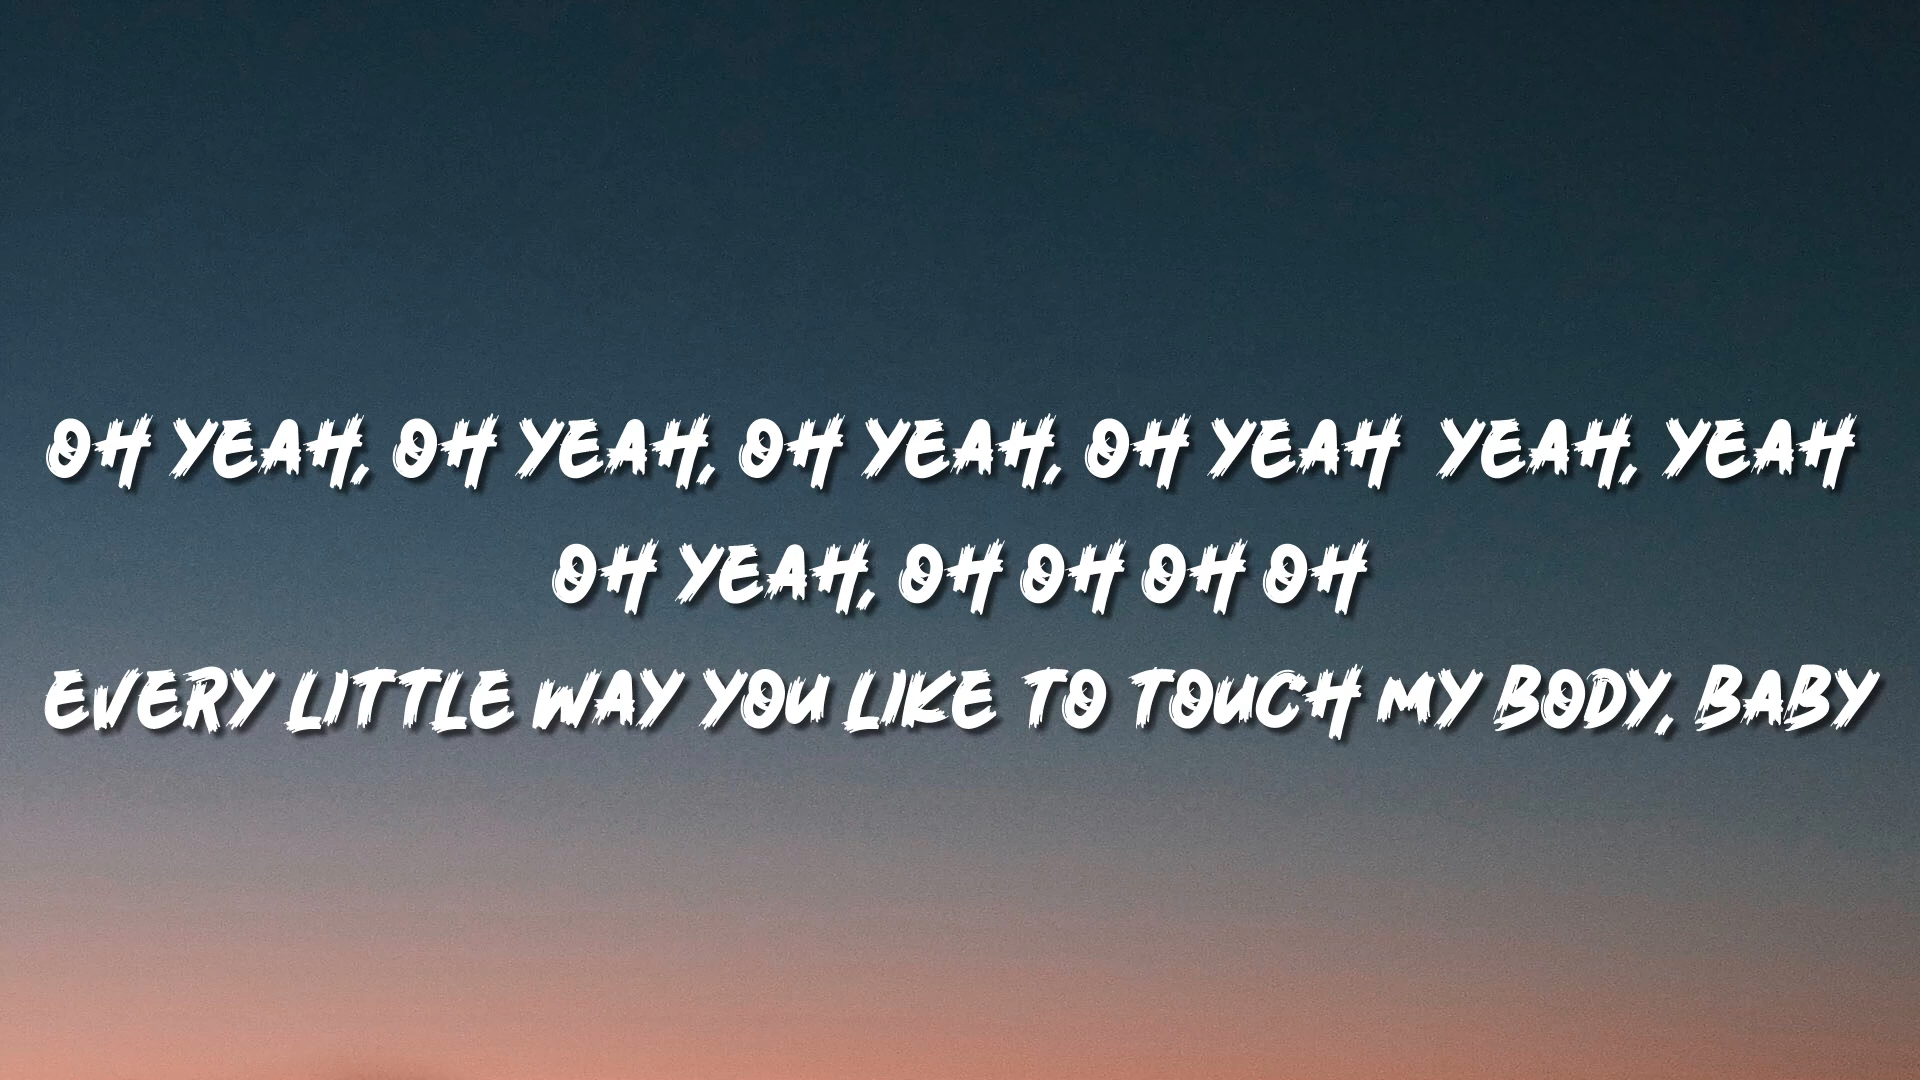 OH YEAH, OH YEAH, OH YEAH, OH YEAH  YEAH, YEAH
OH YEAH, OH OH OH OH
EVERY LITTLE WAY YOU LIKE TO TOUCH MY BODY, BABY